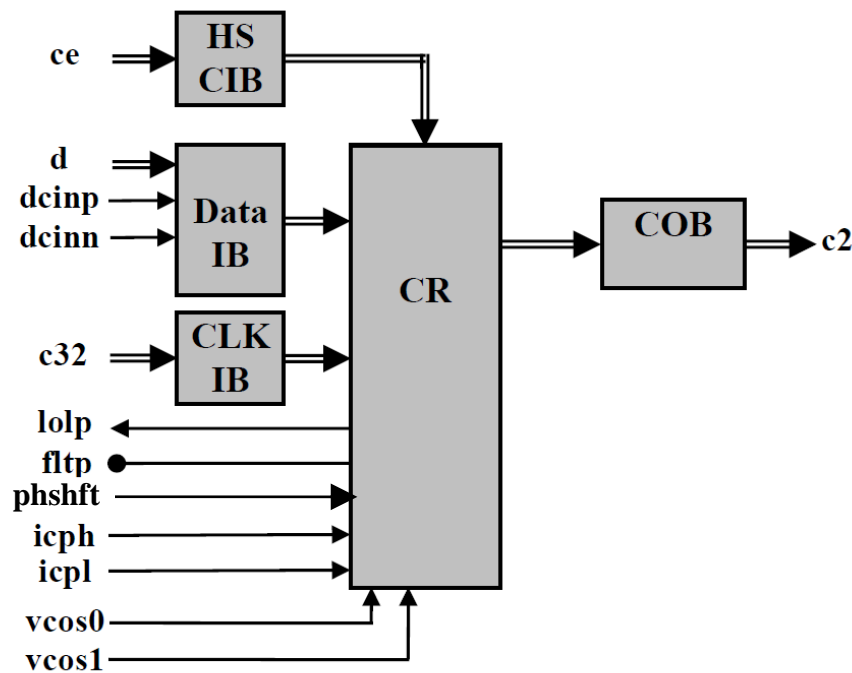 ce
HS
CIB
d
dcinp
dcinn
Data
IB
CR
COB
c2
c32
CLK
IB
lolp
fltp
phshft
icph
icpl
vcos0
vcos1